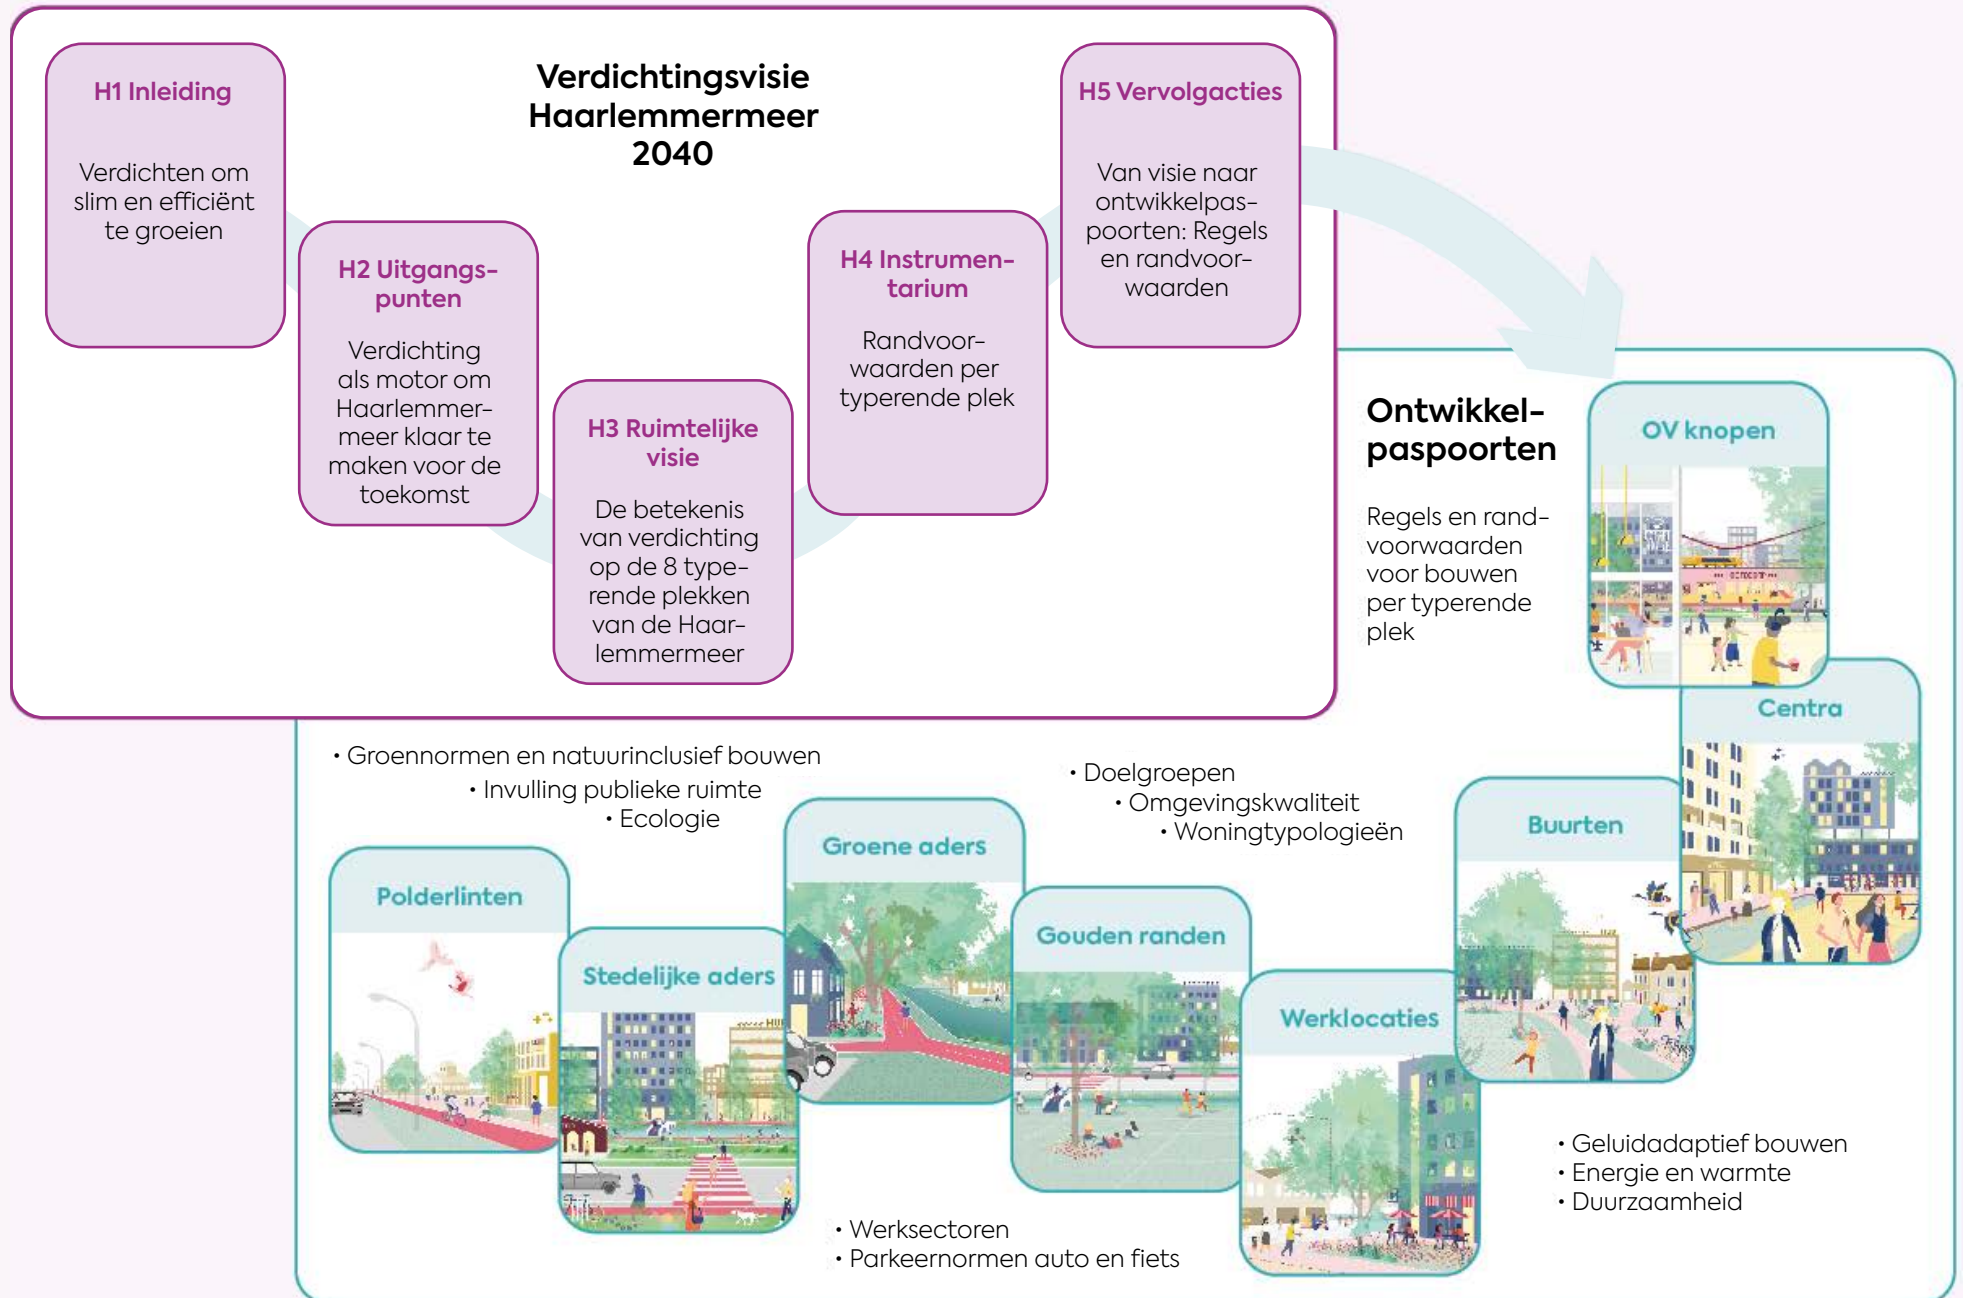 Verdichtingsvisie
Haarlemmermeer
2040
H1 Inleiding
Verdichten om
slim en efficiënt
te groeien
H2 Uitgangs-
punten
Verdichting
als motor om
Haarlemmer-
meer klaar te
maken voor de
toekomst
H3 Ruimtelijke
visie
De betekenis
van verdichting
op de 8 type-
rende plekken
van de Haar-
lemmermeer
H4 Instrumen-
tarium
Randvoor-
waarden per
typerende plek
H5 Vervolgacties
Van visie naar
ontwikkelpas-
poorten: Regels
en randvoor-
waarden
Ontwikkel-
paspoorten
Regels en rand-
voorwaarden
voor bouwen
per typerende
plek
OV knopen
Centra
Buurten
Werklocaties
Gouden randen
Groene aders
Stedelijke aders
Polderlinten
• Groennormen en natuurinclusief bouwen
• Invulling publieke ruimte
• Ecologie
• Doelgroepen
• Omgevingskwaliteit
• Woningtypologieën
• Werksectoren
• Parkeernormen auto en fiets
• Geluidadaptief bouwen
• Energie en warmte
• Duurzaamheid